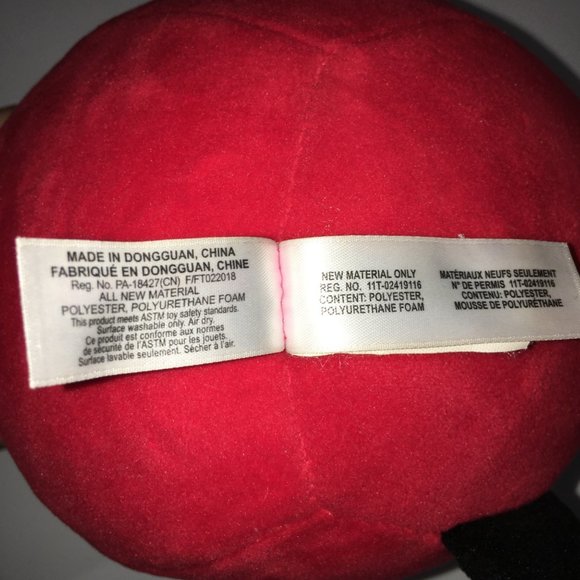 MADE IN DONGGUAN, CHINA
FABRIQUÉ EN DONGGUAN, CHINE
Reg. No. PA-18427(CN) F/FT022018
ALL NEW MATERIAL
POLYESTER, POLYURETHANE FOAM
This product meets ASTM toy safety standards.
Surface washable only. Air dry.
Ce produit est conforme aux normes
de sécurité de l'ASTM pour les jouets.
Surface lavable seulement. Sécher à l'air.
NEW MATERIAL ONLY
REG. NO. 11T-02419116
CONTENT: POLYESTER,
POLYURETHANE FOAM
MATÉRIAUX NEUFS SEULEMENT
N° DE PERMIS 11T-02419116
CONTENU: POLYESTER,
MOUSSE DE POLYURÉTHANE